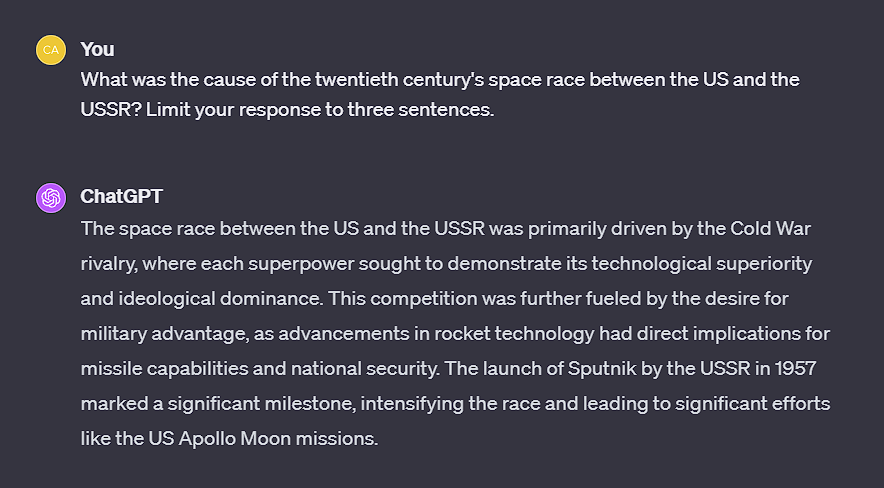 CA
You
What was the cause of the twentieth century's space race between the US and the
USSR? Limit your response to three sentences.
ChatGPT
The space race between the US and the USSR was primarily driven by the Cold War
rivalry, where each superpower sought to demonstrate its technological superiority
and ideological dominance. This competition was further fueled by the desire for
military advantage, as advancements in rocket technology had direct implications for
missile capabilities and national security. The launch of Sputnik by the USSR in 1957
marked a significant milestone, intensifying the race and leading to significant efforts
like the US Apollo Moon missions.